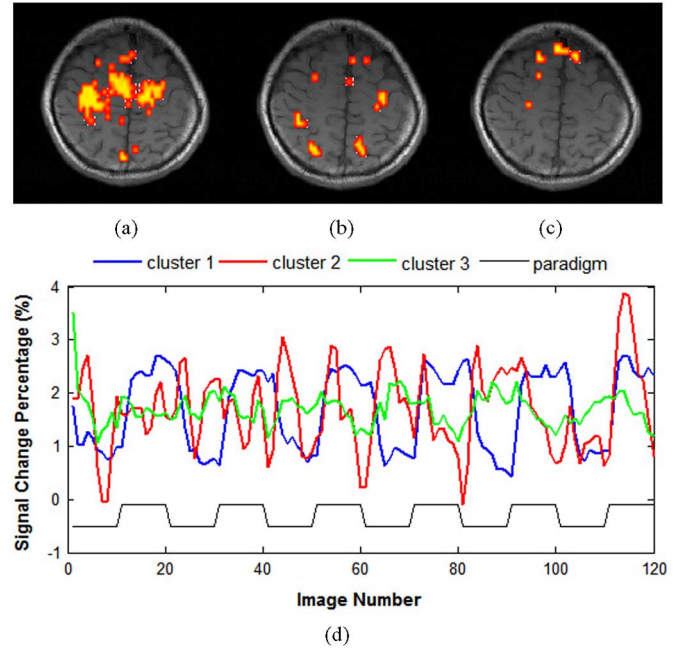 (a) (b) (c)
cluster 1 cluster 2 cluster 3 paradigm
Signal Change Percentage (%)
4
3
2
1
0
-1
0 20 40 60 80 100 120
Image Number
(d)